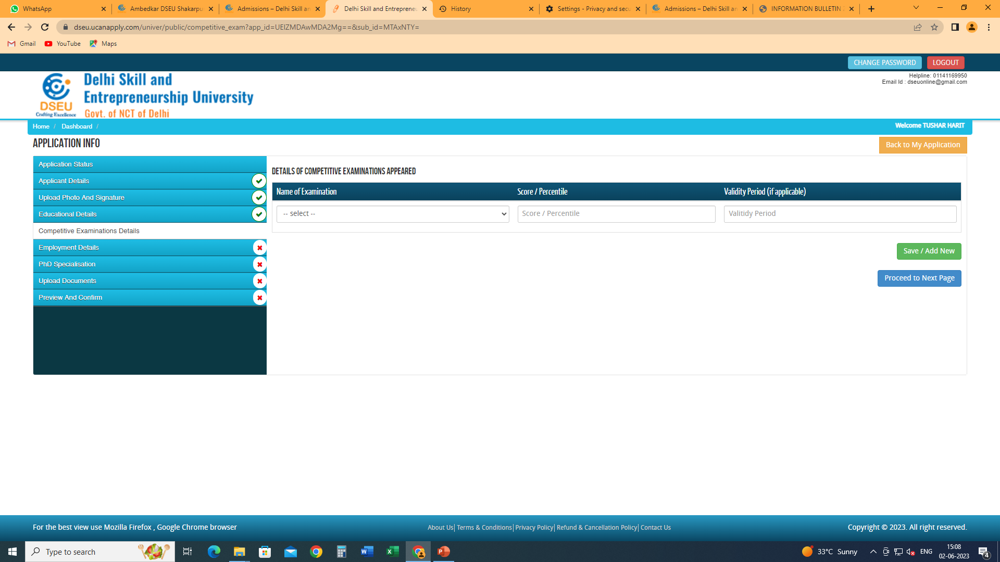 WhatsApp
Ambedkar DSEU Shakarpu
Admissions – Delhi Skill an
Delhi Skill and Entrepreneu
History
Settings - Privacy and secu
Admissions – Delhi Skill an
INFORMATION BULLETIN
dseu.ucanapply.com/univer/public/competitive_exam?app_id=UElZMDAwMDA2Mg==&sub_id=MTAxNTY=
Gmail YouTube Maps
CHANGE PASSWORD LOGOUT
Helpline: 01141169950
Email Id : dseuonline@gmail.com
DSEU
Crafting Excellence
Delhi Skill and
Entrepreneurship University
Govt. of NCT of Delhi
Home / Dashboard /
Welcome TUSHAR HARIT
APPLICATION INFO
Back to My Application
Application Status
Applicant Details
Upload Photo And Signature
Educational Details
Competitive Examinations Details
Employment Details
PhD Specialisation
Upload Documents
Preview And Confirm
DETAILS OF COMPETITIVE EXAMINATIONS APPEARED
Name of Examination Score / Percentile Validity Period (if applicable)
-- select -- Score / Percentile Valitidy Period
Save / Add New
Proceed to Next Page
For the best view use Mozilla Firefox , Google Chrome browser
About Us| Terms & Conditions| Privacy Policy| Refund & Cancellation Policy| Contact Us
Copyright © 2023. All right reserved.
Type to search
33°C Sunny
ENG
15:08
02-06-2023
4